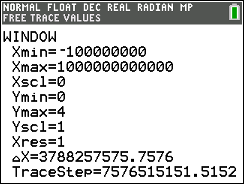 NORMAL FLOAT DEC REAL RADIAN MP
FREE TRACE VALUES
WINDOW
Xmin=-100000000
Xmax=1000000000000
Xscl=0
Ymin=0
Ymax=4
Yscl=1
Xres=1
△X=3788257575.7576
TraceStep=7576515151.5152